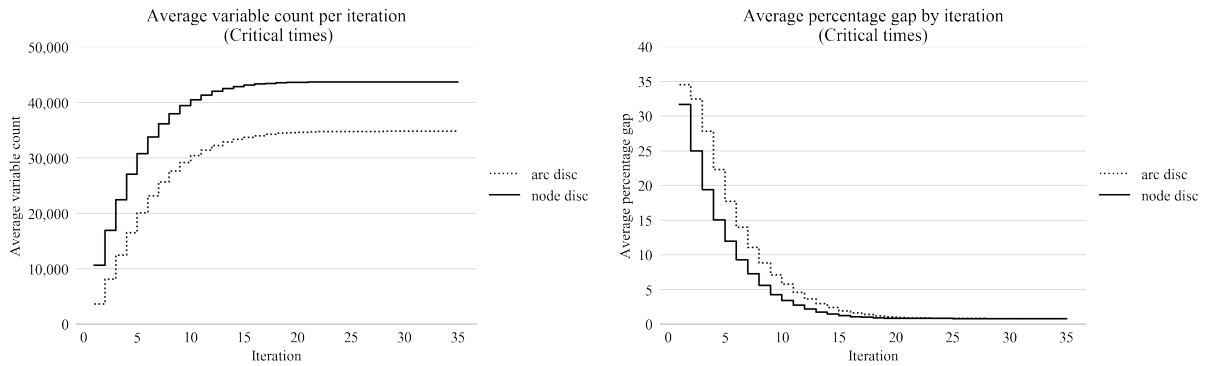 Average variable count per iteration
(Critical times)
50,000
40,000
30,000
20,000
10,000
0
Average variable count
0 5 10 15 20 25 30 35
Iteration
arc disc
node disc
Average percentage gap by iteration
(Critical times)
40
35
30
25
20
15
10
5
0
Average percentage gap
0 5 10 15 20 25 30 35
Iteration
arc disc
node disc